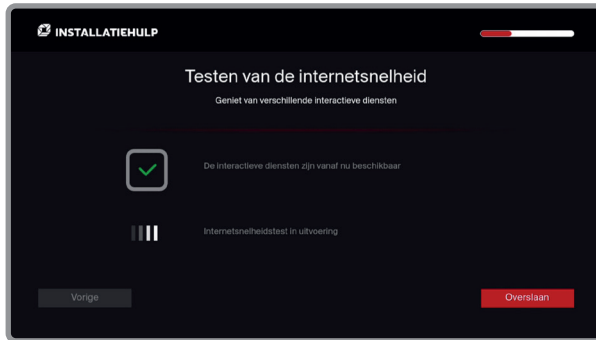 INSTALLATIEHULP
Testen van de internetsnelheid
Geniet van verschillende interactieve diensten
De interactieve diensten zijn vanaf nu beschikbaar
Internetsnelheidstest in uitvoering
Vorige
Overslaan